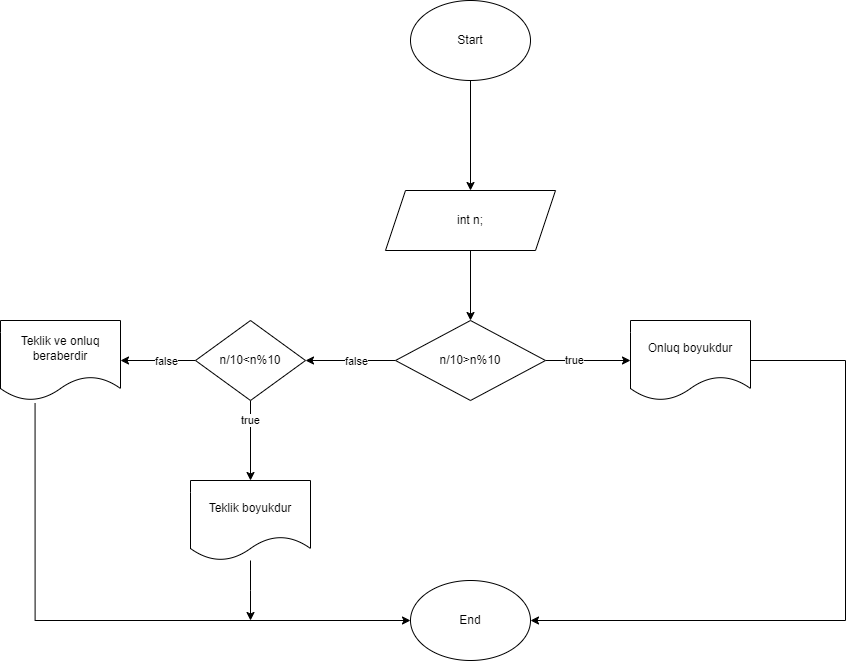 Start
int n;
n/10>n%10
true
Onluq boyukdur
false
n/10<n%10
false
Teklik ve onluq
beraberdir
true
Teklik boyukdur
End